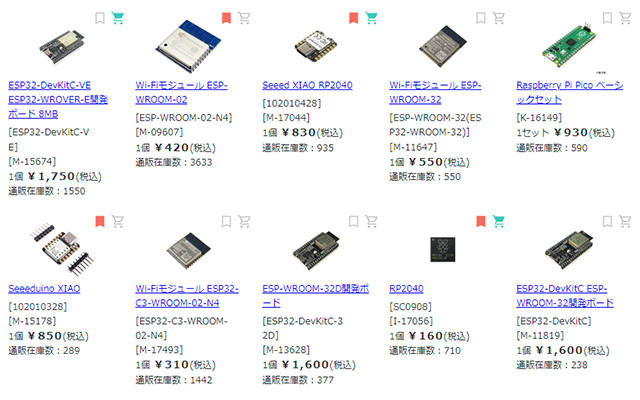 ESP32-DevKitC-VE
ESP32-WROVER-E開発
ボード 8MB
[ESP32-DevKitC-V
E]
[M-15674]
1個 ¥1,750(税込)
通販在庫数：1550
Wi-Fiモジュール ESP-
WROOM-02
[ESP-WROOM-02-N4]
[M-09607]
1個 ¥420(税込)
通販在庫数：3633
Seeed XIAO RP2040
[102010428]
[M-17044]
1個 ¥830(税込)
通販在庫数：935
Wi-Fiモジュール ESP-
WROOM-32
[ESP-WROOM-32(ES
P32-WROOM-32)]
[M-11647]
1個 ¥550(税込)
通販在庫数：550
Raspberry Pi Pico ベーシ
ックセット
[K-16149]
1セット ¥930(税込)
通販在庫数：590
Seeeduino XIAO
[102010328]
[M-15178]
1個 ¥850(税込)
通販在庫数：289
Wi-Fiモジュール ESP32-
C3-WROOM-02-N4
[ESP32-C3-WROOM-
02-N4]
[M-17493]
1個 ¥310(税込)
通販在庫数：1442
ESP-WROOM-32D開発ボ
ード
[ESP32-DevKitC-3
2D]
[M-13628]
1個 ¥1,600(税込)
通販在庫数：377
RP2040
[SC0908]
[I-17056]
1個 ¥160(税込)
通販在庫数：710
ESP32-DevKitC ESP-
WROOM-32開発ボード
[ESP32-DevKitC]
[M-11819]
1個 ¥1,600(税込)
通販在庫数：238